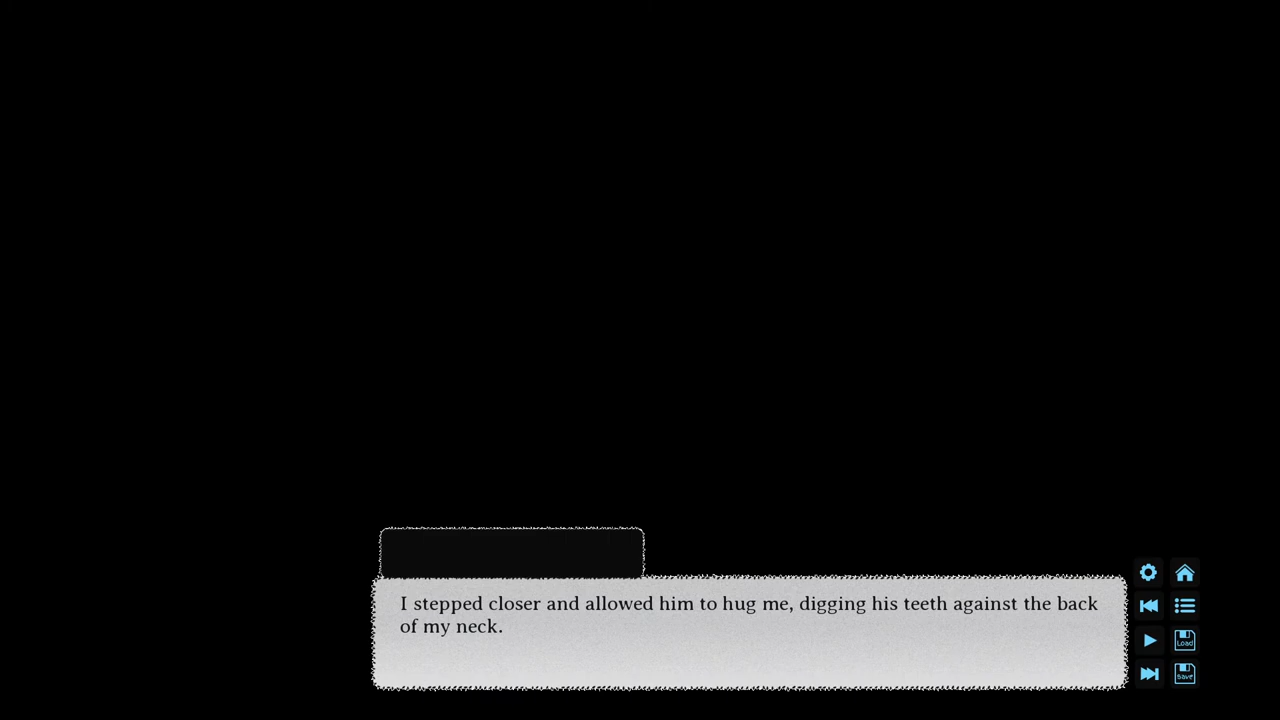 I stepped closer and allowed him to hug me, digging his teeth against the back
of my neck.
Load
Save